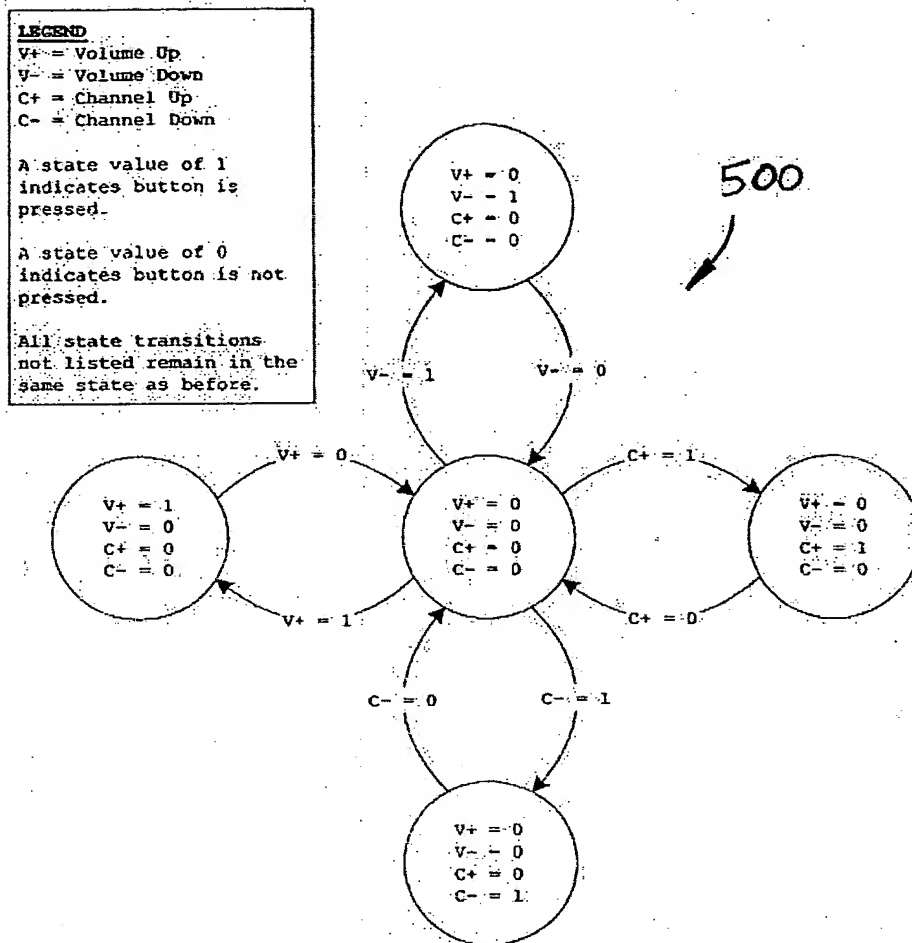 LEGEND
V+ = Volume Up
V- = Volume Down
C+ = Channel Up
C- = Channel Down
A state value of 1
indicates button is
pressed.
A state value of 0
indicates button is not
pressed.
All state transitions
not listed remain in the
same state as before.
500
V+ = 0
V- = 1
C+ = 0
C- = 0
V- = 1
V- = 0
V+ = 0
C+ = 1
V+ = 1
V- = 0
C+ = 0
C- = 0
V+ = 0
V- = 0
C+ = 0
C- = 0
V+ = 0
V- = 0
C+ = 1
C- = 0
V+ = 1
C+ = 0
C- = 0
C- = 1
V+ = 0
V- = 0
C+ = 0
C- = 1